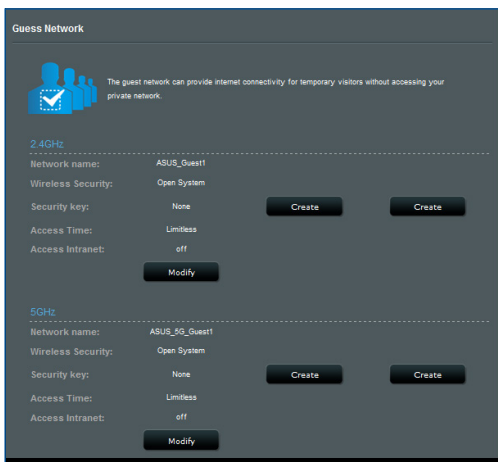 Guess Network
The guest network can provide internet connectivity for temporary visitors without accessing your
private network.
2.4GHz
Network name: ASUS_Guest1
Wireless Security: Open System
Security key: None Create Create
Access Time: Limitless
Access Intranet: off
Modify
5GHz
Network name: ASUS_5G_Guest1
Wireless Security: Open System
Security key: None Create Create
Access Time: Limitless
Access Intranet: off
Modify